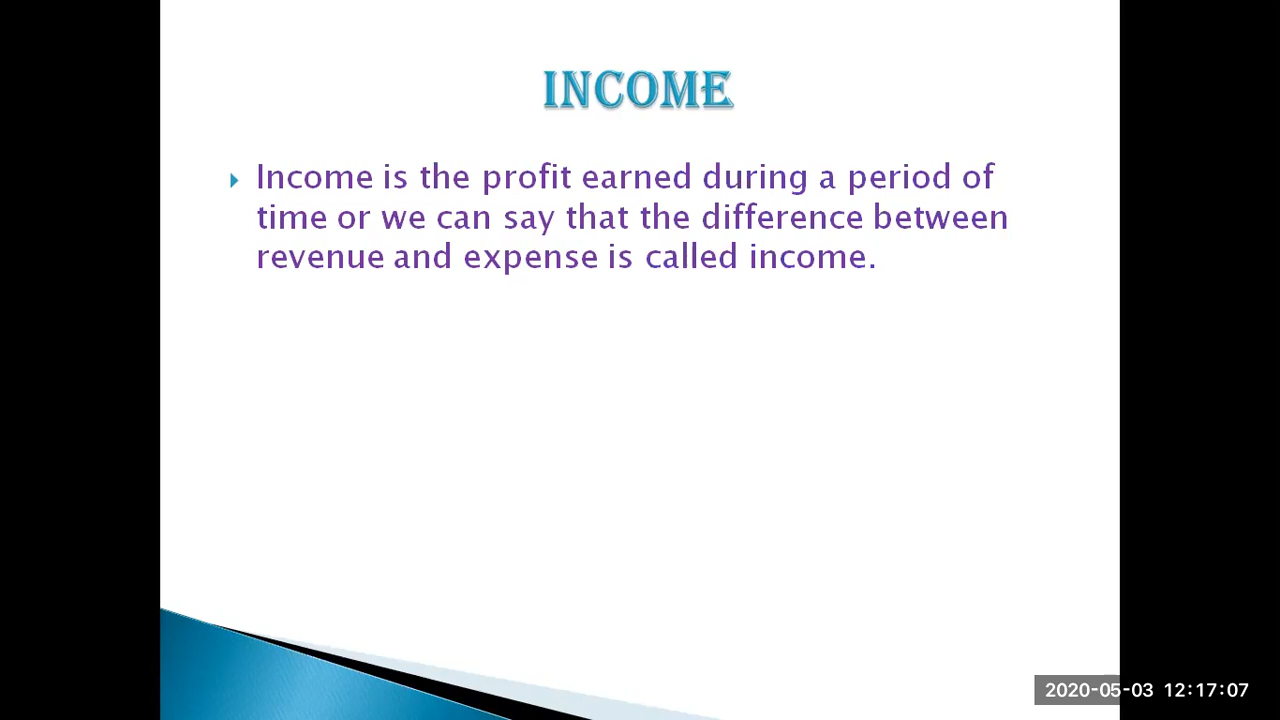 INCOME
Income is the profit earned during a period of
time or we can say that the difference between
revenue and expense is called income.
2020-05-03 12:17:07